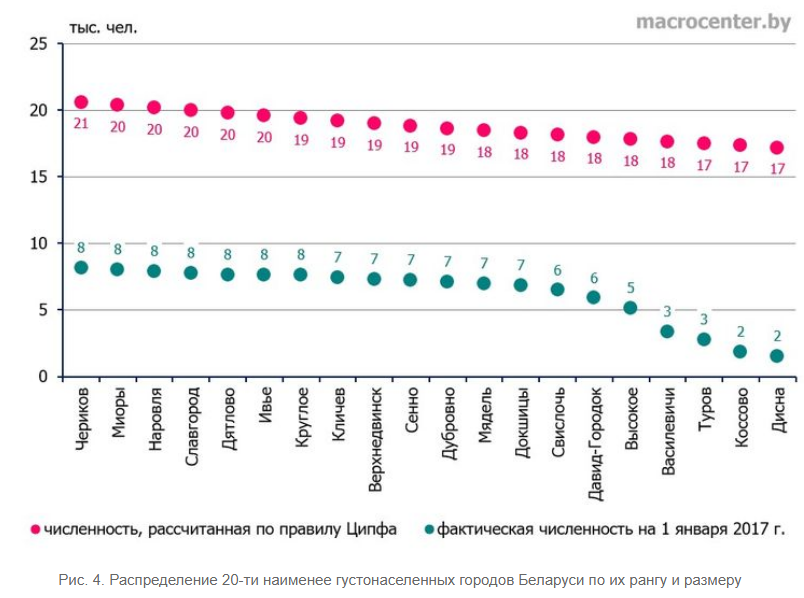 тыс. чел.
macrocenter.by
25
20
15
10
5
0
21 20 20 20 20 20 19 19 19 19 19 18 18 18 18 18 18 17 17 17
8 8 8 8 8 8 8 7 7 7 7 7 7 6 6 5 3 3 2 2
Чериков
Миоры
Наровля
Славгород
Дятлово
Ивье
Круглое
Кличев
Верхнедвинск
Сенно
Дубровно
Мядель
Докшицы
Свислочь
Давид-Городок
Высокое
Василевичи
Туров
Коссово
Дисна
численность, рассчитанная по правилу Ципфа
фактическая численность на 1 января 2017 г.
Рис. 4. Распределение 20-ти наименее густонаселенных городов Беларуси по их рангу и размеру